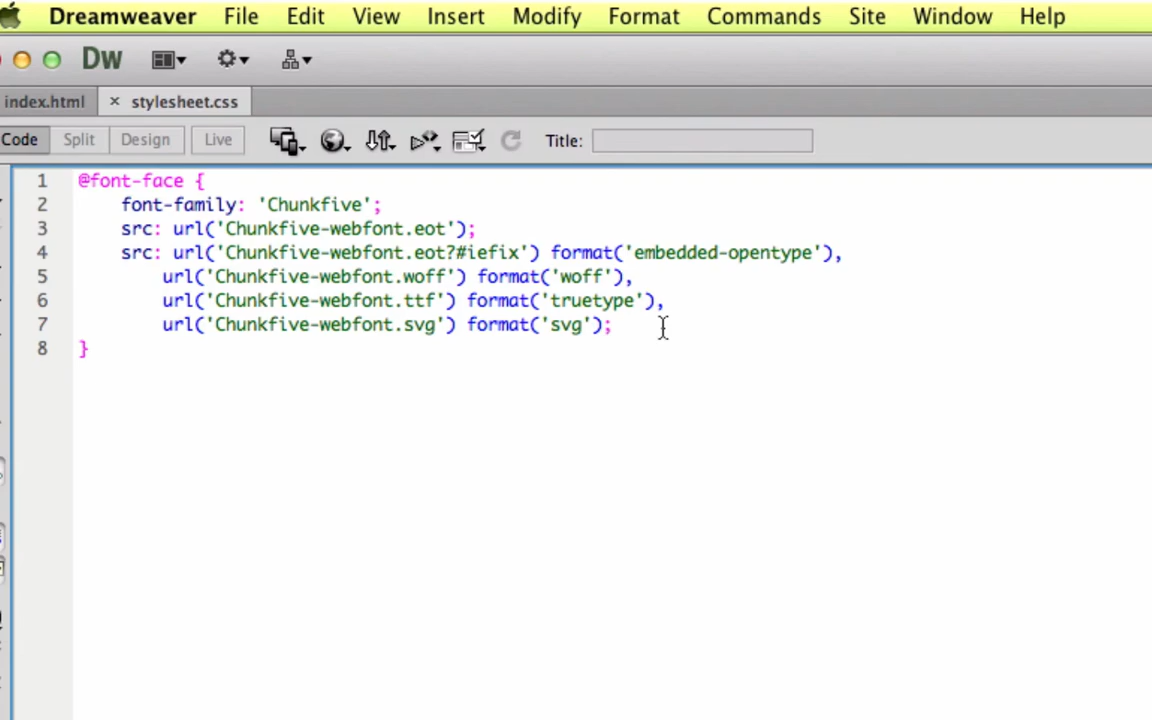 Dreamweaver File Edit View Insert Modify Format Commands Site Window Help
Dw
index.html × stylesheet.css
Code Split Design Live Title:
1 @font-face {
2 font-family: 'Chunkfive';
3 src: url('Chunkfive-webfont.eot');
4 src: url('Chunkfive-webfont.eot?#iefix') format('embedded-opentype'),
5 url('Chunkfive-webfont.woff') format('woff'),
6 url('Chunkfive-webfont.ttf') format('truetype'),
7 url('Chunkfive-webfont.svg') format('svg');
8 }